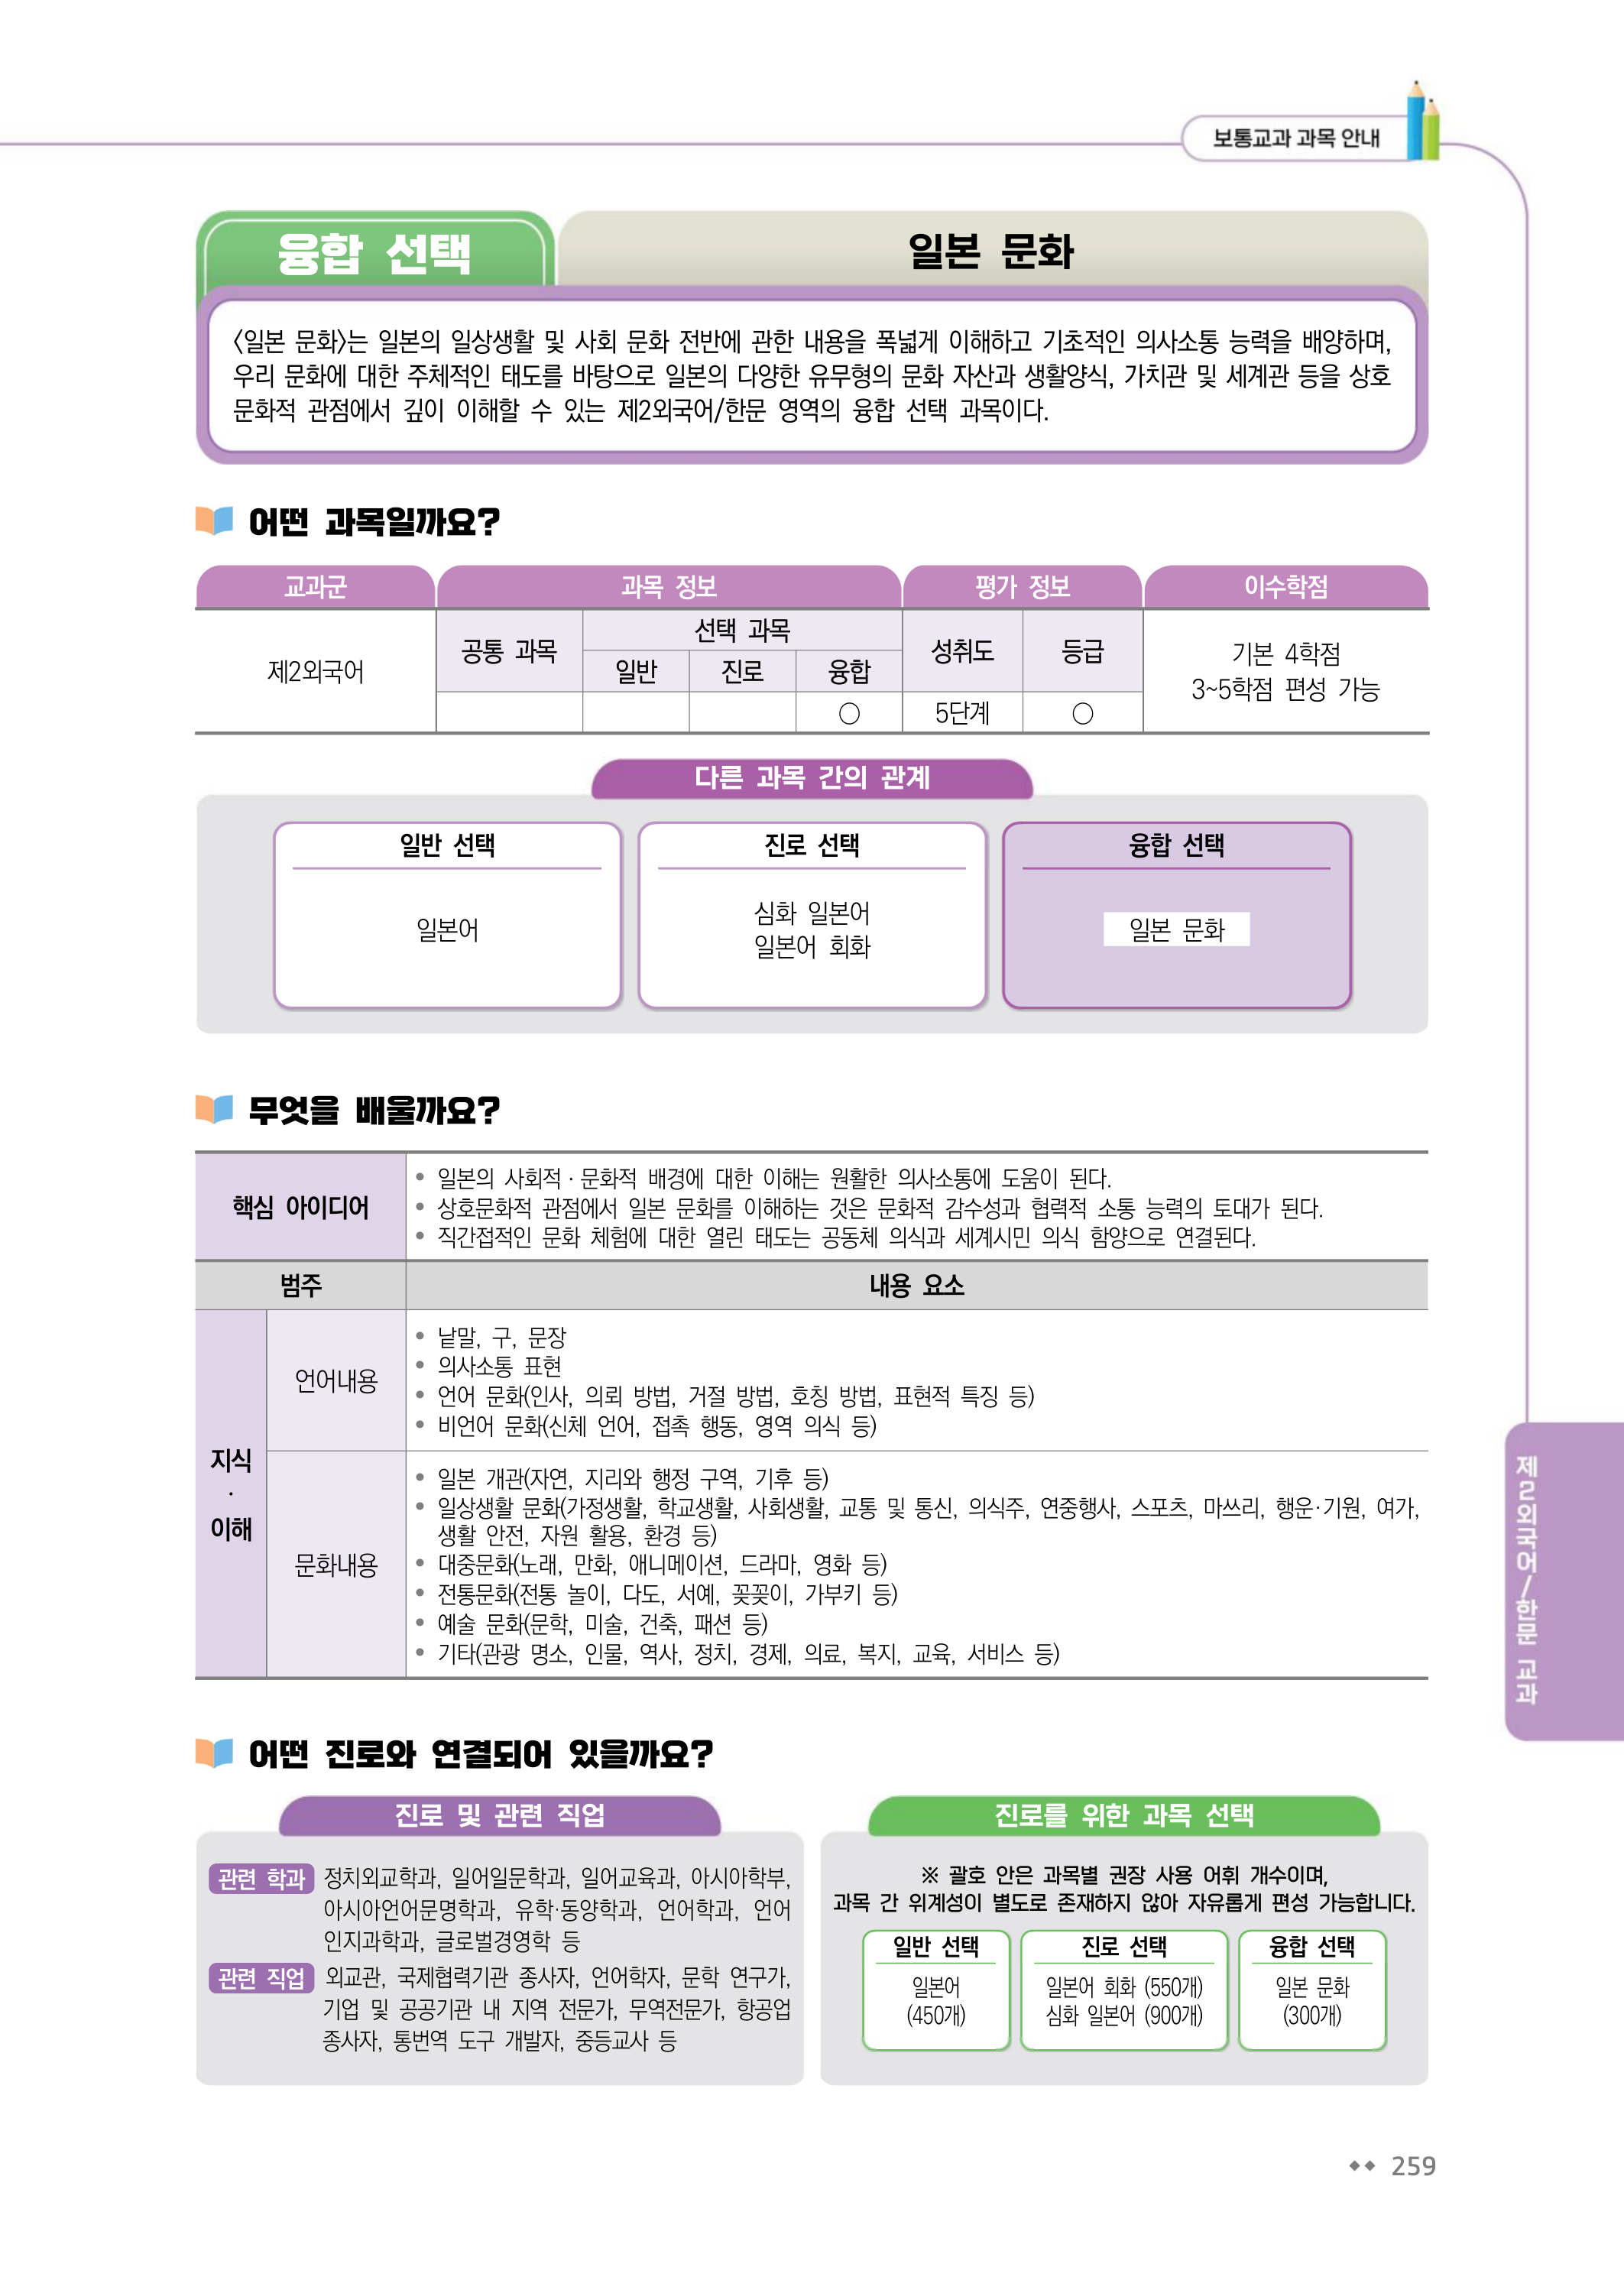 보통교과 과목 안내
융합 선택
일본 문화
〈일본 문화〉는 일본의 일상생활 및 사회 문화 전반에 관한 내용을 폭넓게 이해하고 기초적인 의사소통 능력을 배양하며,
우리 문화에 대한 주체적인 태도를 바탕으로 일본의 다양한 유무형의 문화 자산과 생활양식, 가치관 및 세계관 등을 상호
문화적 관점에서 깊이 이해할 수 있는 제2외국어/한문 영역의 융합 선택 과목이다.
어떤 과목일까요?
교과군 과목 정보 평가 정보 이수학점
제2외국어
공통 과목
선택 과목
일반 진로 융합
○
성취도 등급
5단계 ○
기본 4학점
3~5학점 편성 가능
다른 과목 간의 관계
일반 선택
일본어
진로 선택
심화 일본어
일본어 회화
융합 선택
일본 문화
무엇을 배울까요?
핵심 아이디어
• 일본의 사회적·문화적 배경에 대한 이해는 원활한 의사소통에 도움이 된다.
• 상호문화적 관점에서 일본 문화를 이해하는 것은 문화적 감수성과 협력적 소통 능력의 토대가 된다.
• 직간접적인 문화 체험에 대한 열린 태도는 공동체 의식과 세계시민 의식 함양으로 연결된다.
범주 내용 요소
지식
·
이해
언어내용
• 낱말, 구, 문장
• 의사소통 표현
• 언어 문화(인사, 의뢰 방법, 거절 방법, 호칭 방법, 표현적 특징 등)
• 비언어 문화(신체 언어, 접촉 행동, 영역 의식 등)
문화내용
• 일본 개관(자연, 지리와 행정 구역, 기후 등)
• 일상생활 문화(가정생활, 학교생활, 사회생활, 교통 및 통신, 의식주, 연중행사, 스포츠, 마쓰리, 행운·기원, 여가,
생활 안전, 자원 활용, 환경 등)
• 대중문화(노래, 만화, 애니메이션, 드라마, 영화 등)
• 전통문화(전통 놀이, 다도, 서예, 꽃꽂이, 가부키 등)
• 예술 문화(문학, 미술, 건축, 패션 등)
• 기타(관광 명소, 인물, 역사, 정치, 경제, 의료, 복지, 교육, 서비스 등)
제2외국어/한문 교과
어떤 진로와 연결되어 있을까요?
진로 및 관련 직업
관련 학과 정치외교학과, 일어일문학과, 일어교육과, 아시아학부,
아시아언어문명학과, 유학·동양학과, 언어학과, 언어
인지과학과, 글로벌경영학 등
관련 직업 외교관, 국제협력기관 종사자, 언어학자, 문학 연구가,
기업 및 공공기관 내 지역 전문가, 무역전문가, 항공업
종사자, 통번역 도구 개발자, 중등교사 등
진로를 위한 과목 선택
※ 괄호 안은 과목별 권장 사용 어휘 개수이며,
과목 간 위계성이 별도로 존재하지 않아 자유롭게 편성 가능합니다.
일반 선택
일본어
(450개)
진로 선택
일본어 회화 (550개)
심화 일본어 (900개)
융합 선택
일본 문화
(300개)
259